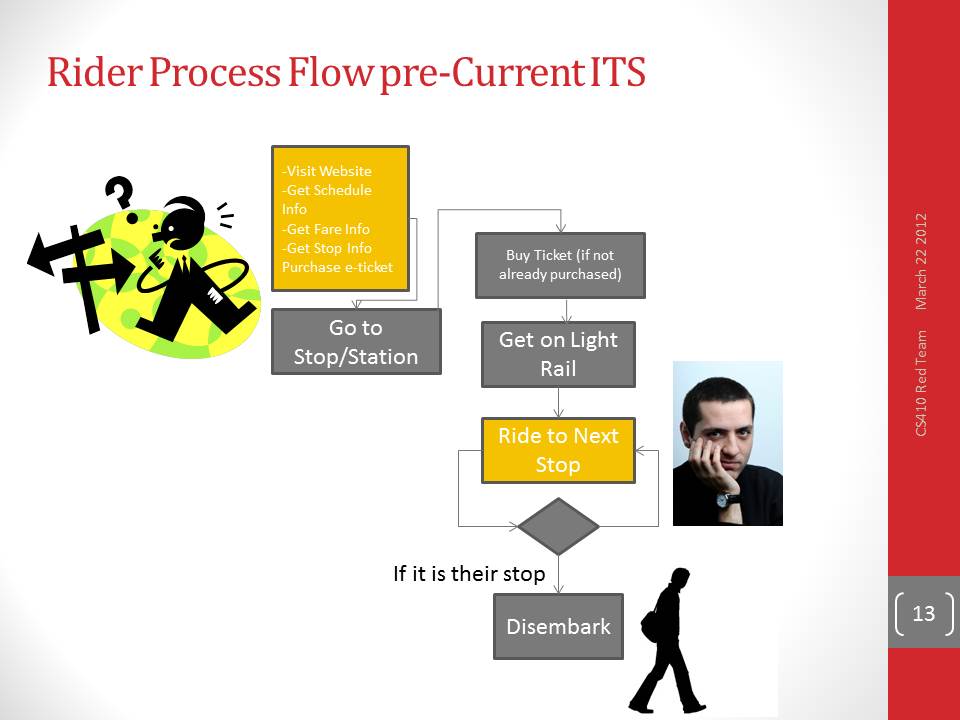 Rider Process Flow pre-Current ITS
-Visit Website
-Get Schedule
Info
-Get Fare Info
-Get Stop Info
Purchase e-ticket
Go to
Stop/Station
Buy Ticket (if not
already purchased)
Get on Light
Rail
Ride to Next
Stop
If it is their stop
Disembark
CS410 Red Team March 22 2012
13